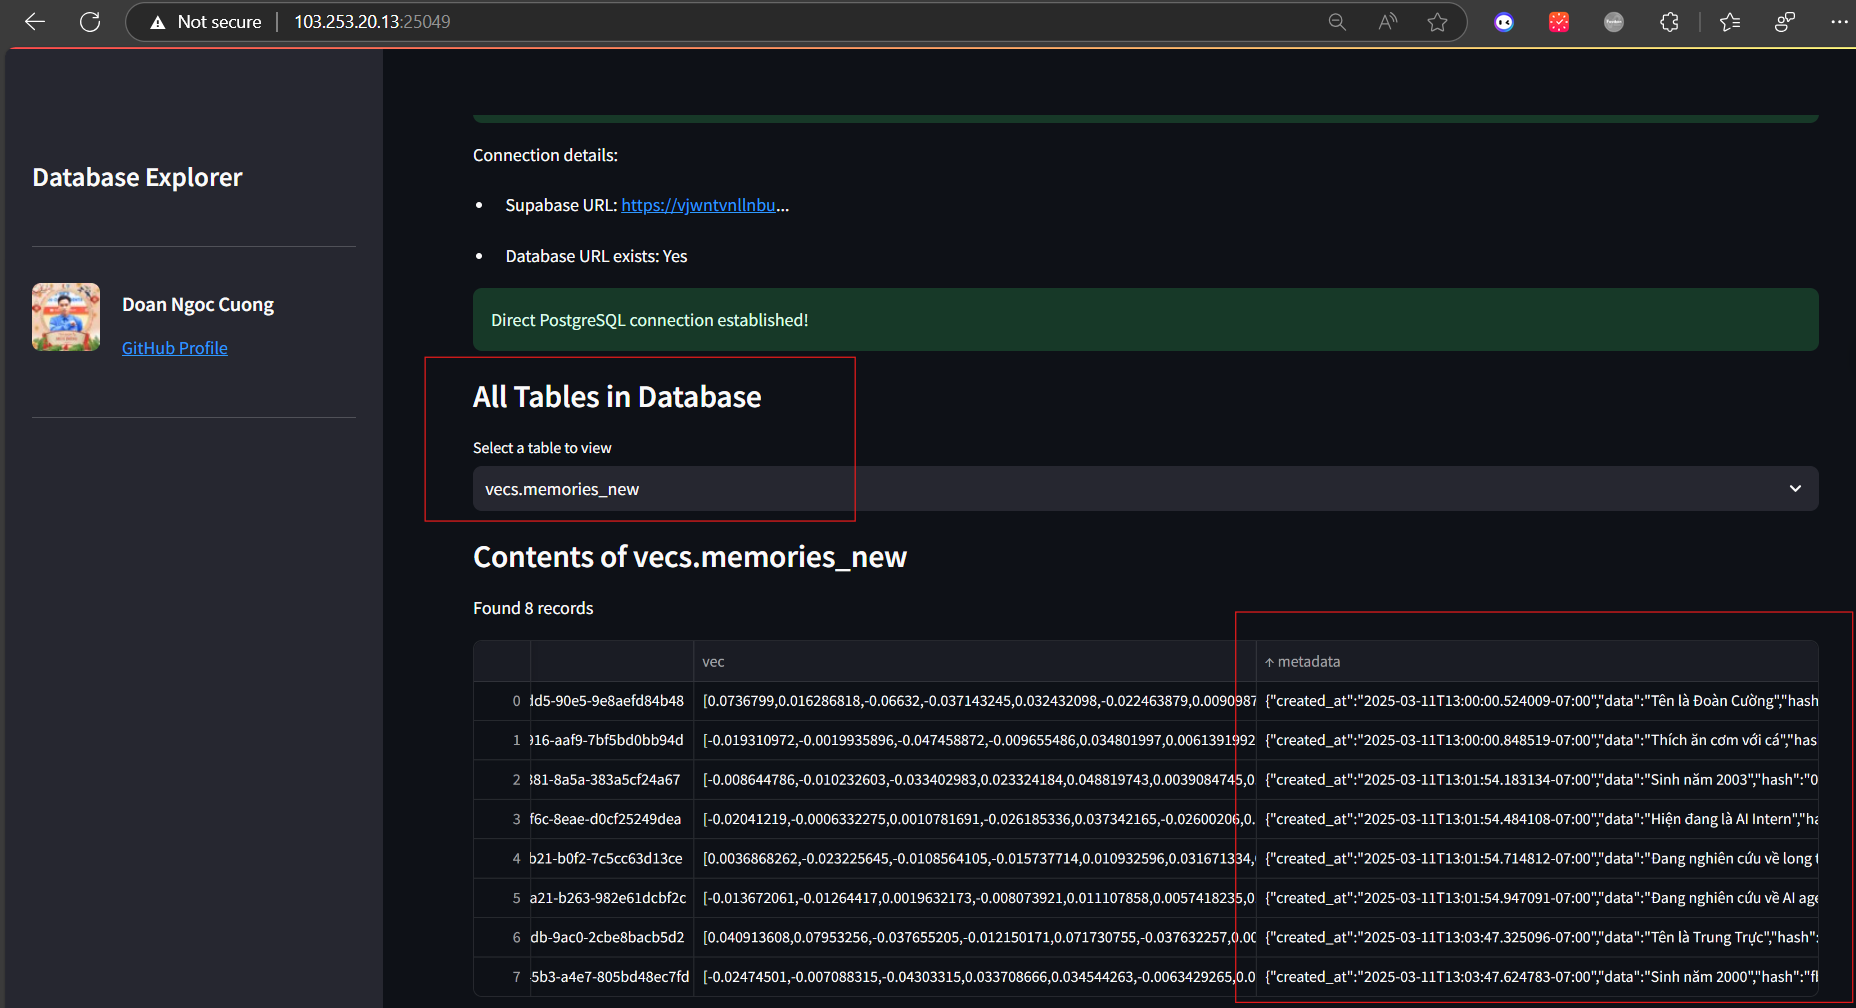 Not secure
103.253.20.13:25049
Database Explorer
Doan Ngoc Cuong
GitHub Profile
Connection details:
Supabase URL: https://vjwntvnllnbu...
Database URL exists: Yes
Direct PostgreSQL connection established!
All Tables in Database
Select a table to view
vecs.memories_new
Contents of vecs.memories_new
Found 8 records
vec metadata
0 dd5-90e5-9e8aefd84b48 [0.0736799,0.016286818,-0.06632,-0.037143245,0.032432098,-0.022463879,0.0090987 {"created_at":"2025-03-11T13:00:00.524009-07:00","data":"Tên là Đoàn Cường","hash
1 916-aaf9-7bf5bd0bb94d [-0.019310972,-0.0019935896,-0.047458872,-0.009655486,0.034801997,0.006139199​2 {"created_at":"2025-03-11T13:00:00.848519-07:00","data":"Thích ăn cơm với cá","has
2 381-8a5a-383a5cf24a67 [-0.008644786,-0.010232603,-0.033402983,0.023324184,0.048819743,0.0039084745,0. {"created_at":"2025-03-11T13:01:54.183134-07:00","data":"Sinh năm 2003","hash":"0
3 f6c-8eae-d0cf25249dea [-0.02041219,-0.0006332275,0.0010781691,-0.026185336,0.037342165,-0.02600206,0. {"created_at":"2025-03-11T13:01:54.484108-07:00","data":"Hiện đang là AI Intern","ha
4 b21-b0f2-7c5cc63d13ce [0.0036868262,-0.023225645,-0.0108564105,-0.015737714,0.010932596,0.031671334, {"created_at":"2025-03-11T13:01:54.714812-07:00","data":"Đang nghiên cứu về long t
5 a21-b263-982e61dcbf2c [-0.013672061,-0.01264417,0.0019632173,-0.008073921,0.011107858,0.0057418235,0. {"created_at":"2025-03-11T13:01:54.947091-07:00","data":"Đang nghiên cứu về AI age
6 db-9ac0-2cbe8bacb5d2 [0.040913608,0.07953256,-0.037655205,-0.012150171,0.071730755,-0.037632257,0.00 {"created_at":"2025-03-11T13:03:47.325096-07:00","data":"Tên là Trung Trực","hash":
7 5b3-a4e7-805bd48ec7fd [-0.02474501,-0.007088315,-0.04303315,0.033708666,0.034544263,-0.0063429265,0.0 {"created_at":"2025-03-11T13:03:47.624783-07:00","data":"Sinh năm 2000","hash":"f